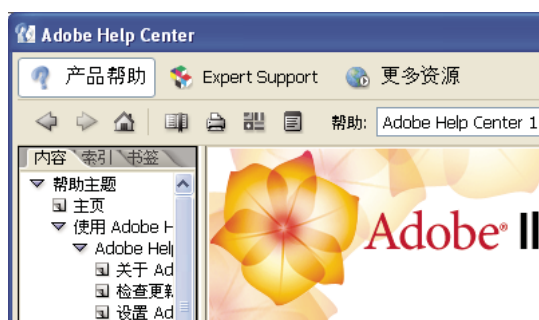 Adobe Help Center
产品帮助 Expert Support 更多资源
帮助: Adobe Help Center 1
内容 索引 书签
帮助主题
主页
使用 Adobe H
Adobe Hel
关于 Ad
检查更新
设置 Ad
Adobe® Il